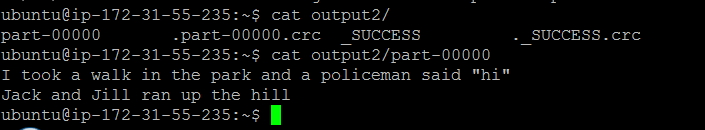 ubuntu@ip-172-31-55-235:~$ cat output2/
part-00000       .part-00000.crc  _SUCCESS         ._SUCCESS.crc
ubuntu@ip-172-31-55-235:~$ cat output2/part-00000
I took a walk in the park and a policeman said "hi"
Jack and Jill ran up the hill
ubuntu@ip-172-31-55-235:~$